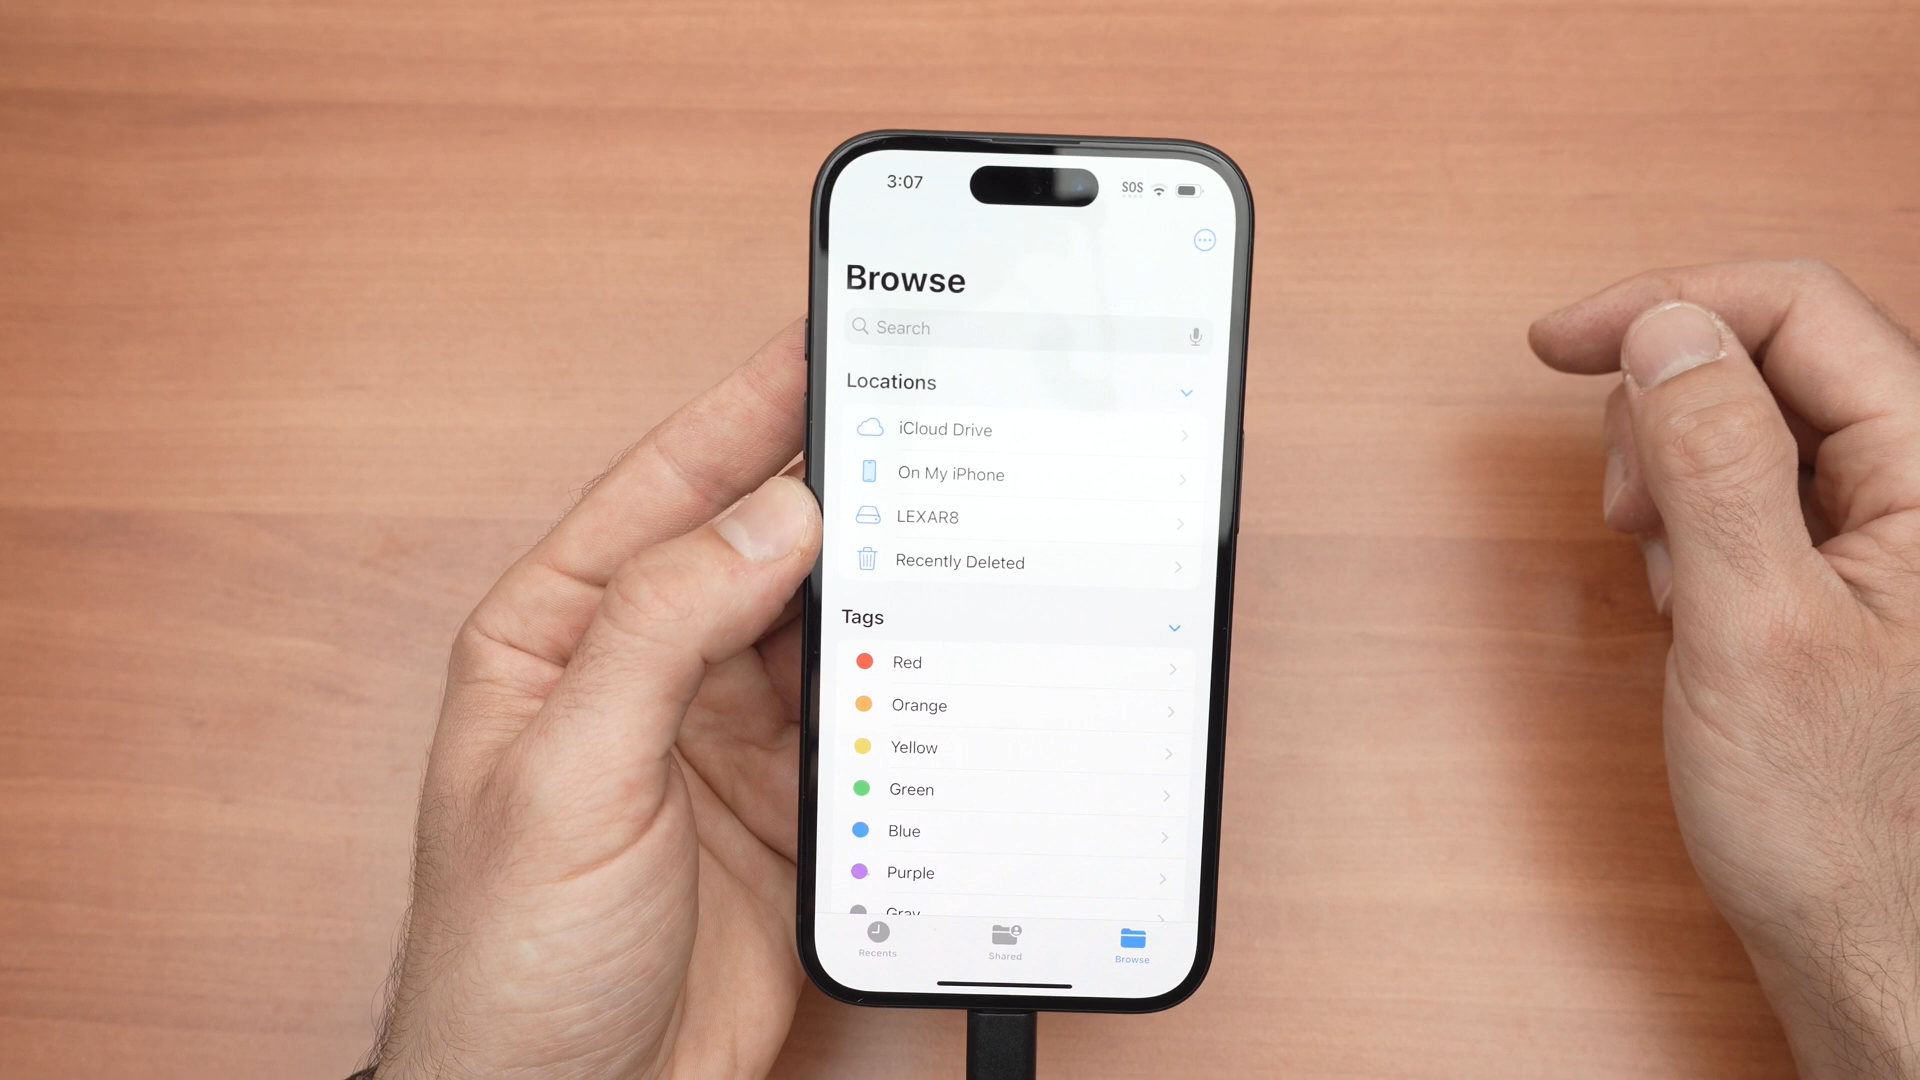 3:07
SOS
Browse
Search
Locations
iCloud Drive
On My iPhone
LEXAR8
Recently Deleted
Tags
Red
Orange
Yellow
Green
Blue
Purple
Gray
Recents
Shared
Browse